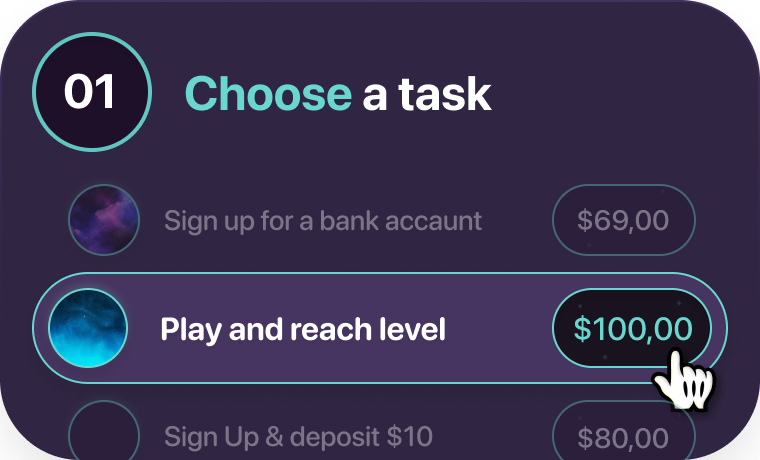 01
Choose a task
Sign up for a bank accaunt
$69,00
Play and reach level
$100,00
Sign Up & deposit $10
$80,00